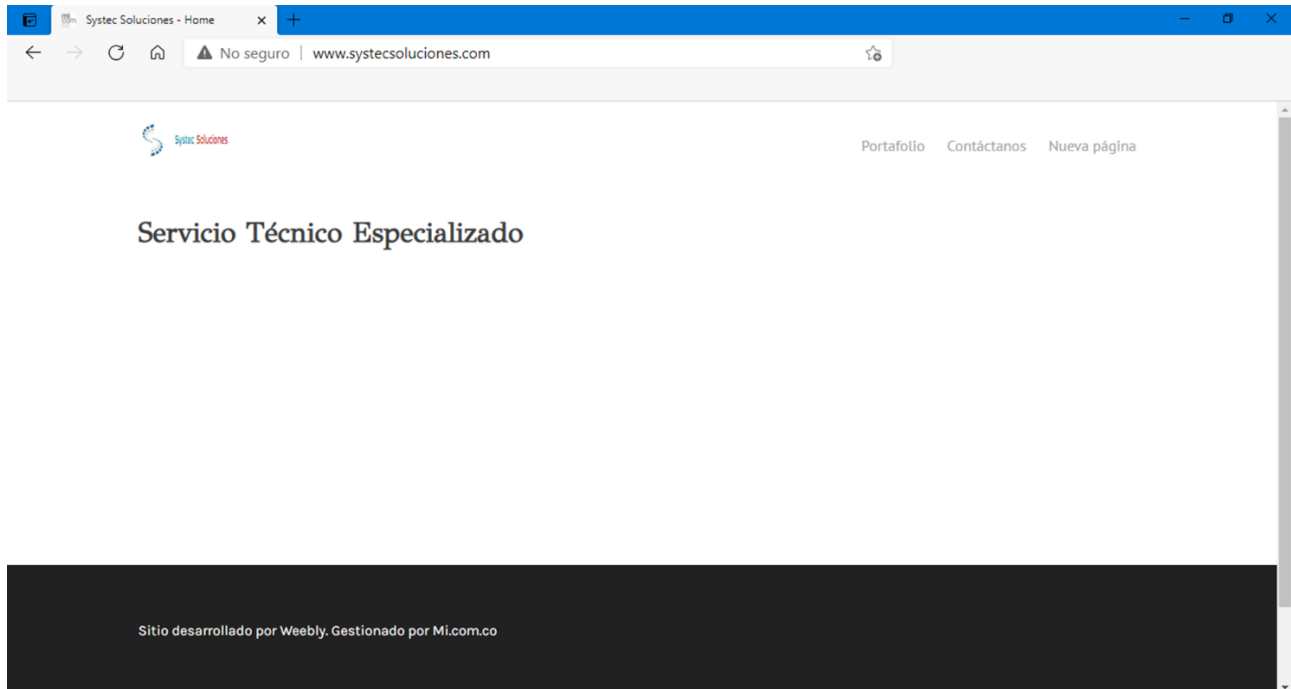 Systec Soluciones - Home
No seguro | www.systecsoluciones.com
Systec Soluciones
Portafolio Contáctanos Nueva página
Servicio Técnico Especializado
Sitio desarrollado por Weebly. Gestionado por Mi.com.co